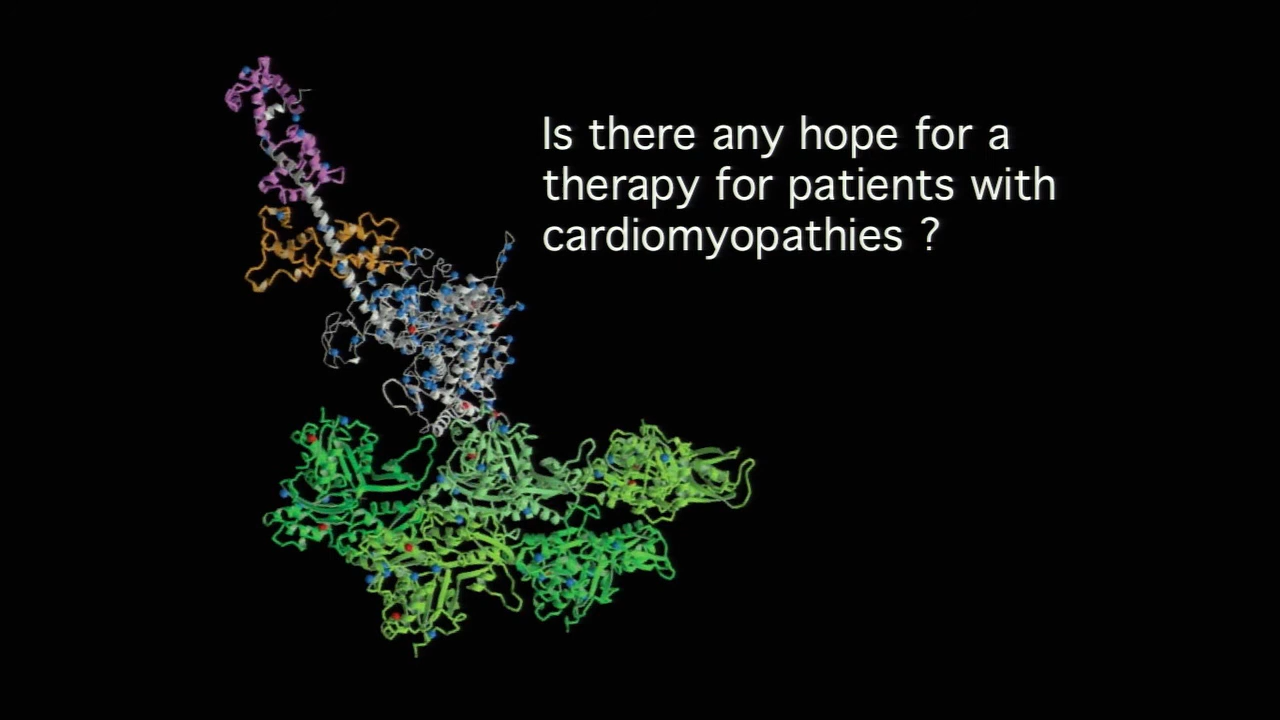 Is there any hope for a
therapy for patients with
cardiomyopathies ?